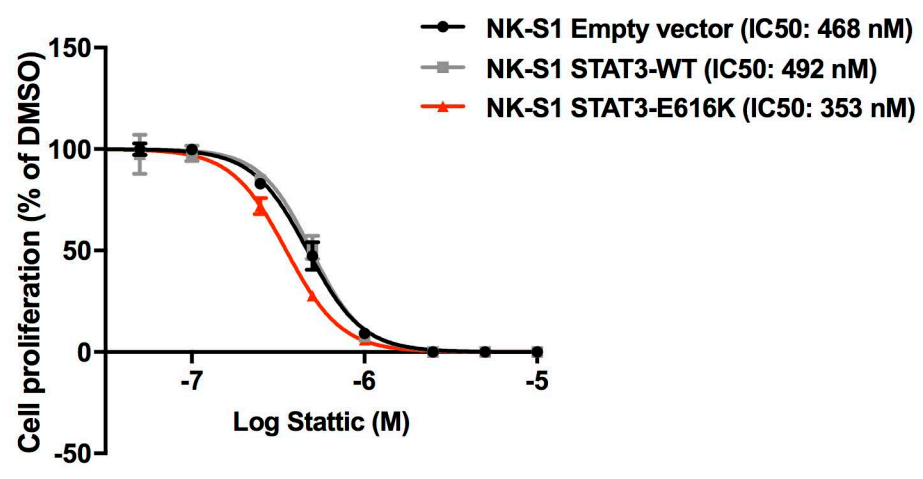 NK-S1 Empty vector (IC50: 468 nM)
NK-S1 STAT3-WT (IC50: 492 nM)
NK-S1 STAT3-E616K (IC50: 353 nM)
Cell proliferation (% of DMSO)
150
100
50
0
-50
-7
-6
-5
Log Stattic (M)